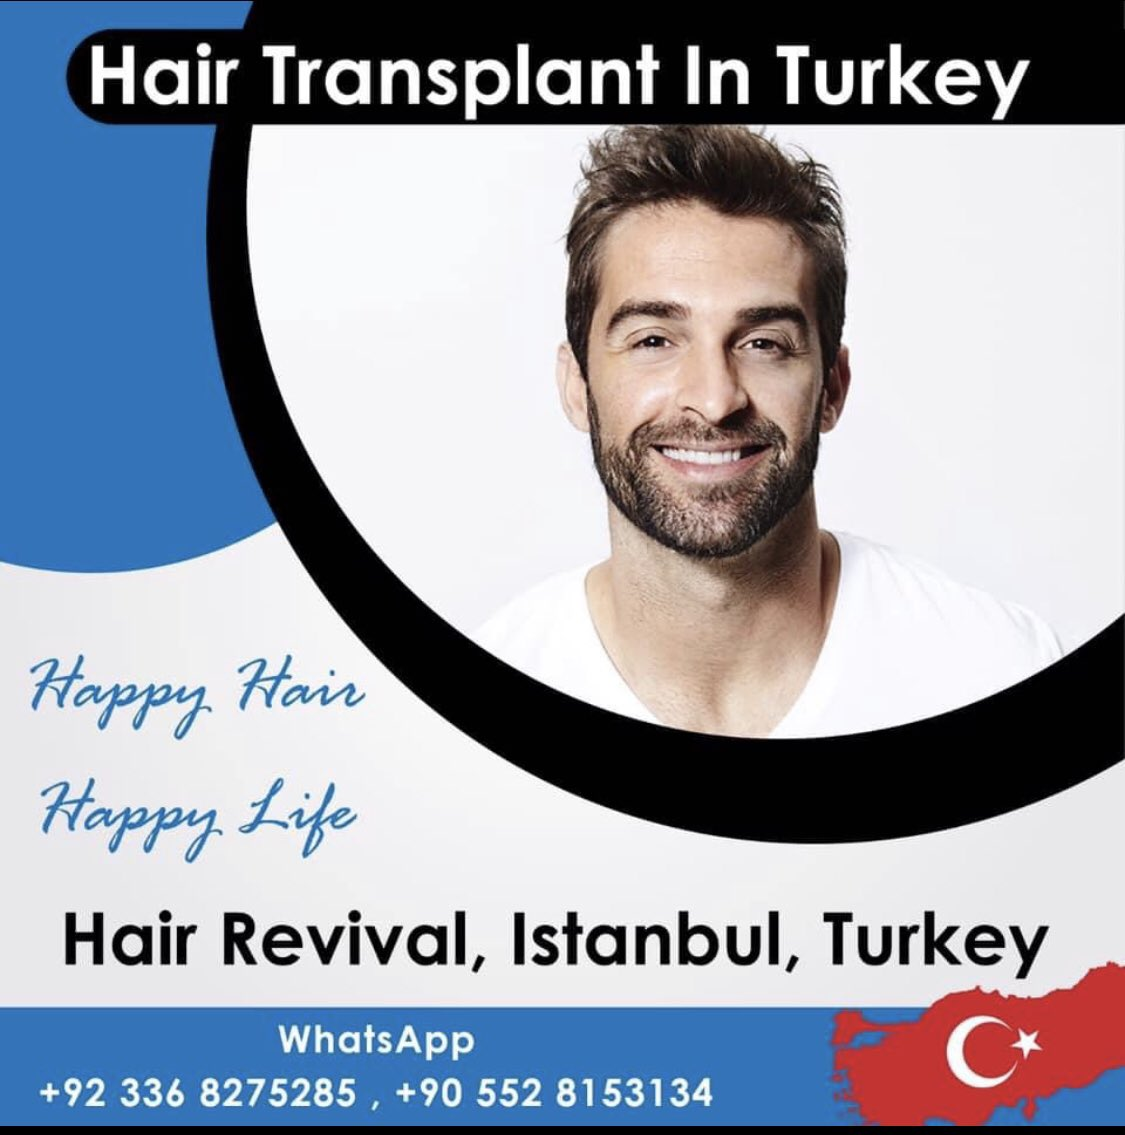 Hair Transplant In Turkey
Happy Hair
Happy Life
Hair Revival, Istanbul, Turkey
WhatsApp
+92 336 8275285 , +90 552 8153134